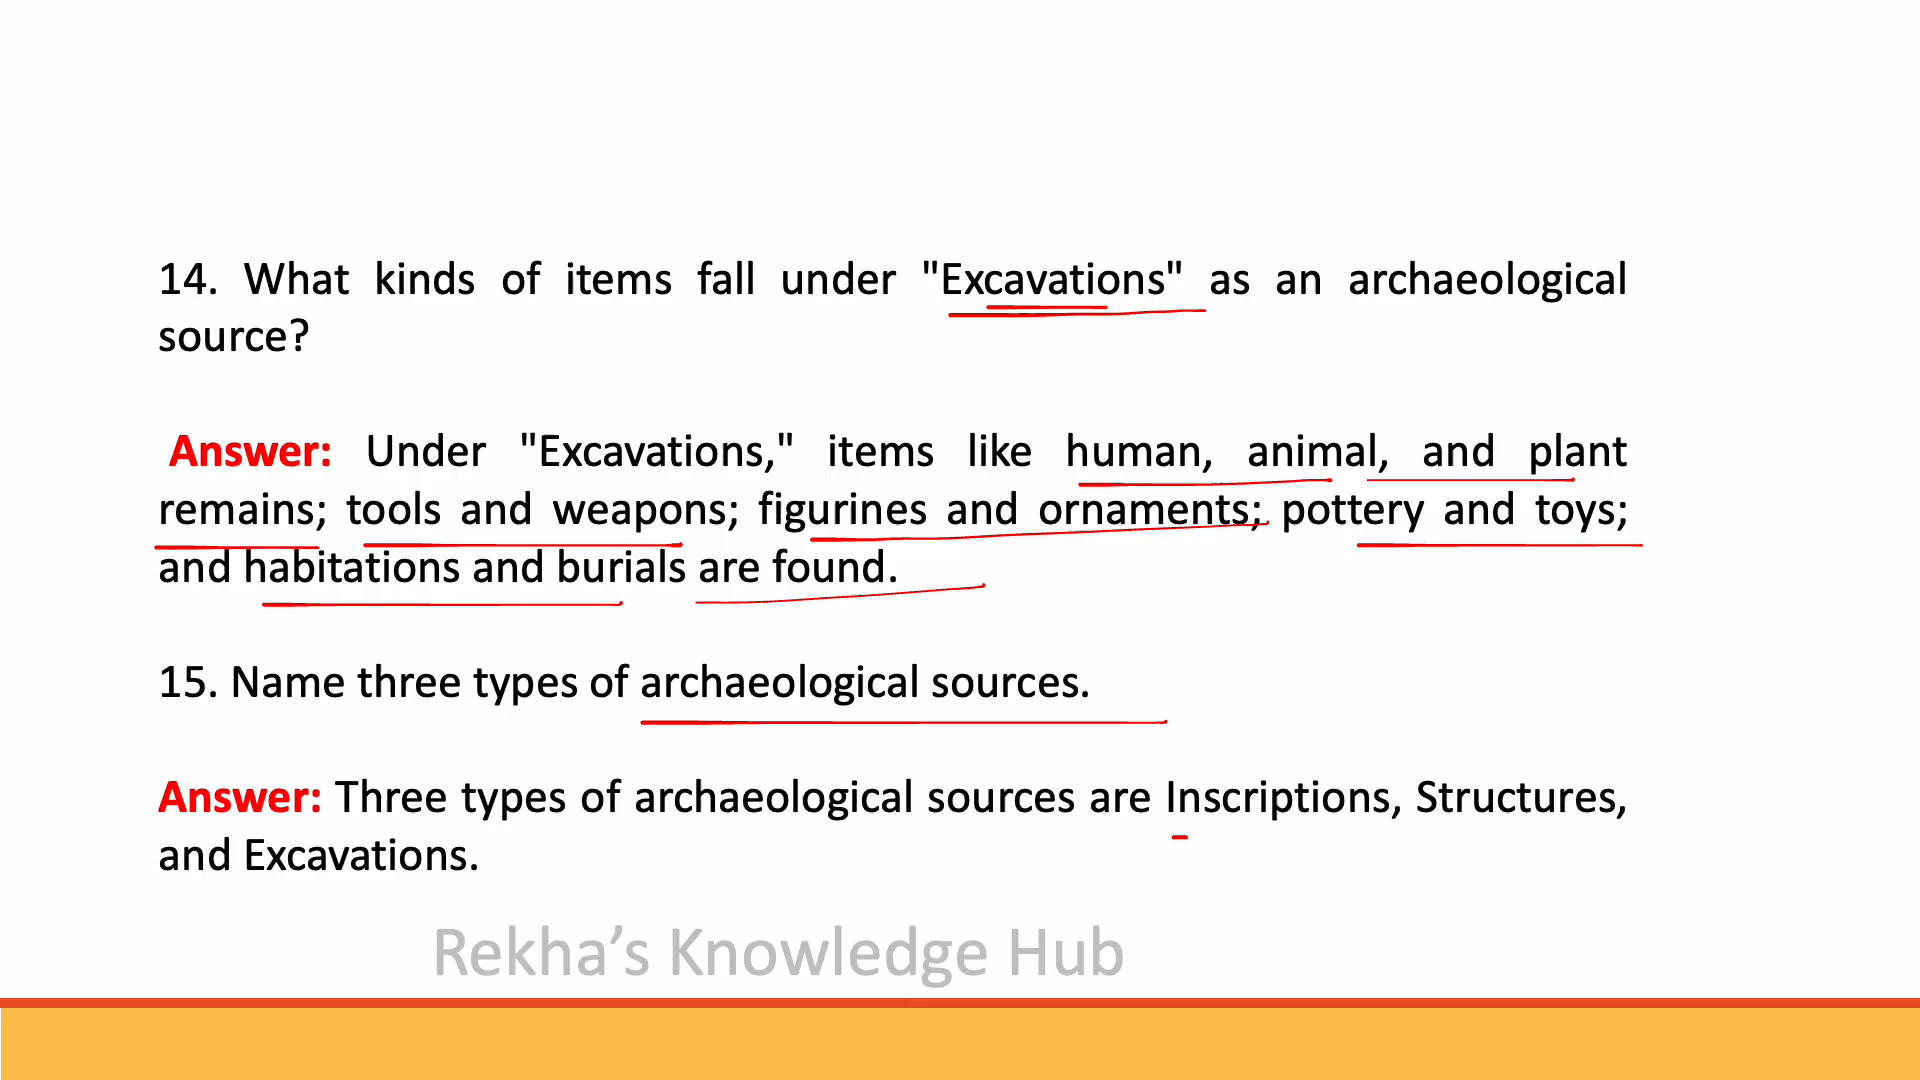 14. What kinds of items fall under "Excavations" as an archaeological
source?
Answer: Under "Excavations," items like human, animal, and plant
remains; tools and weapons; figurines and ornaments; pottery and toys;
and habitations and burials are found.
15. Name three types of archaeological sources.
Answer: Three types of archaeological sources are Inscriptions, Structures,
and Excavations.
Rekha’s Knowledge Hub